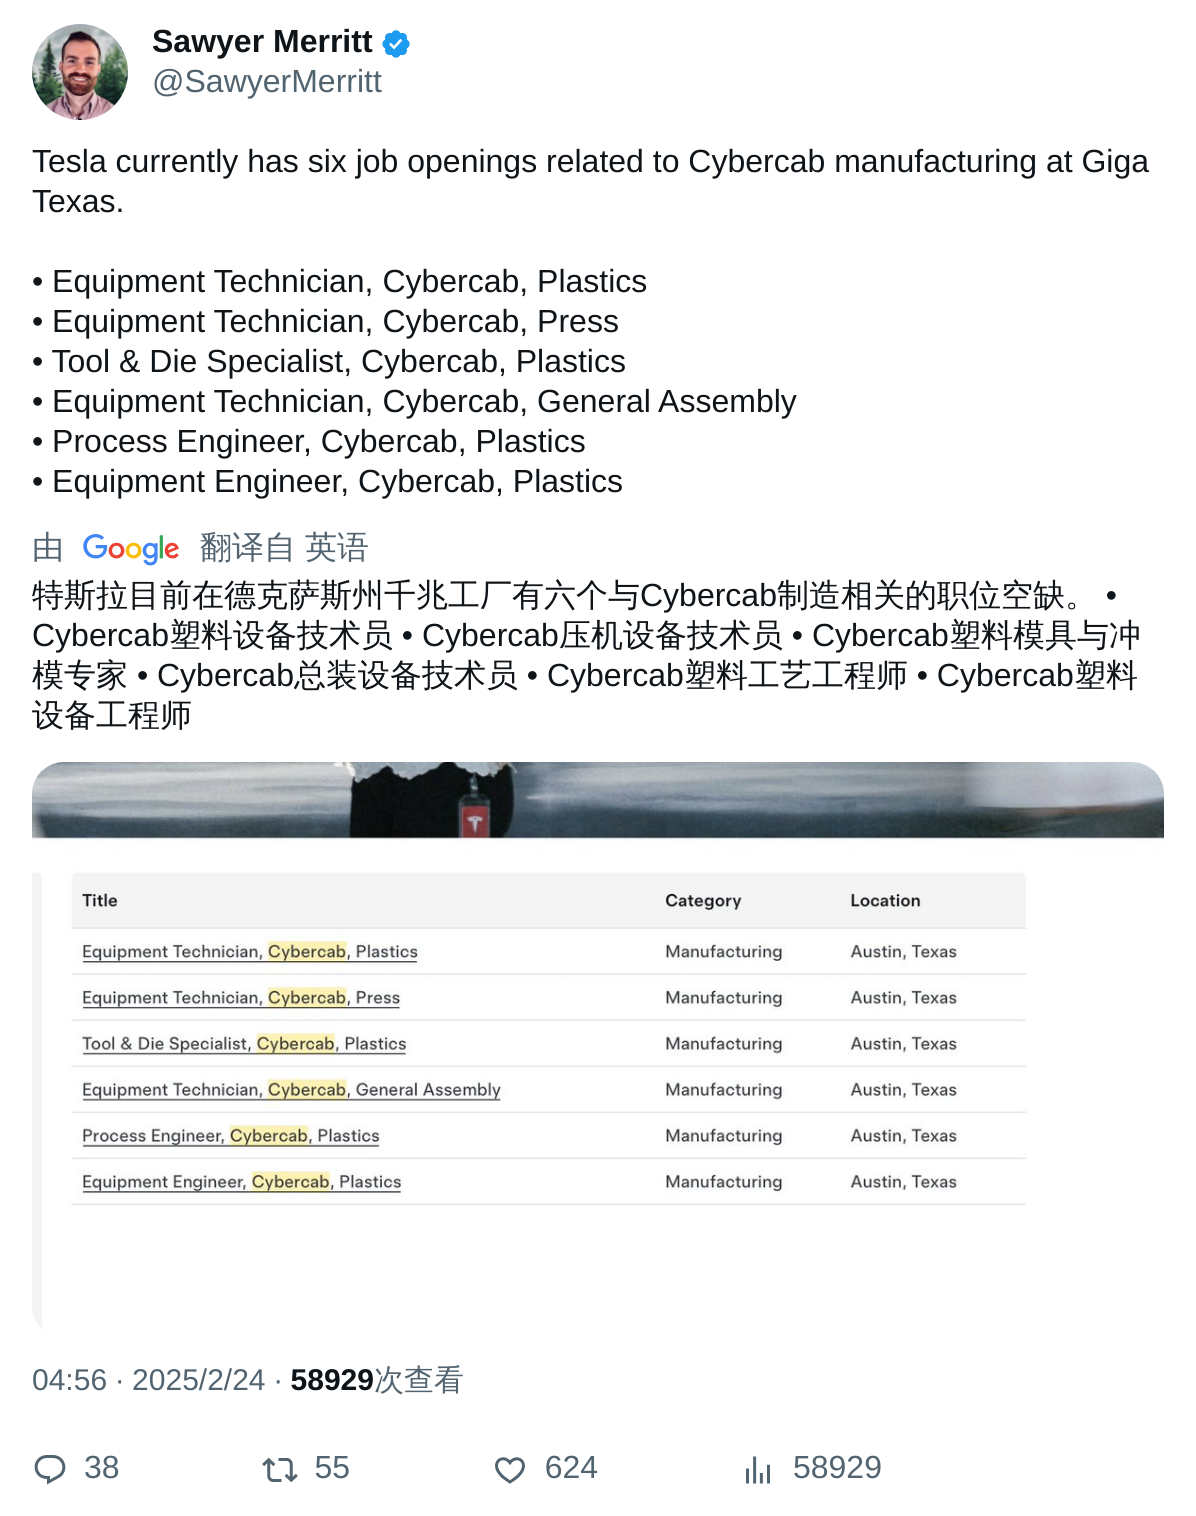 Sawyer Merritt
@SawyerMerritt
Tesla currently has six job openings related to Cybercab manufacturing at Giga
Texas.
• Equipment Technician, Cybercab, Plastics
• Equipment Technician, Cybercab, Press
• Tool & Die Specialist, Cybercab, Plastics
• Equipment Technician, Cybercab, General Assembly
• Process Engineer, Cybercab, Plastics
• Equipment Engineer, Cybercab, Plastics
由 Google 翻译自 英语
特斯拉目前在德克萨斯州千兆工厂有六个与Cybercab制造相关的职位空缺。 •
Cybercab塑料设备技术员 • Cybercab压机设备技术员 • Cybercab塑料模具与冲
模专家 • Cybercab总装设备技术员 • Cybercab塑料工艺工程师 • Cybercab塑料
设备工程师
Title Category Location
Equipment Technician, Cybercab, Plastics Manufacturing Austin, Texas
Equipment Technician, Cybercab, Press Manufacturing Austin, Texas
Tool & Die Specialist, Cybercab, Plastics Manufacturing Austin, Texas
Equipment Technician, Cybercab, General Assembly Manufacturing Austin, Texas
Process Engineer, Cybercab, Plastics Manufacturing Austin, Texas
Equipment Engineer, Cybercab, Plastics Manufacturing Austin, Texas
04:56 · 2025/2/24 · 58929次查看
38 55 624 58929